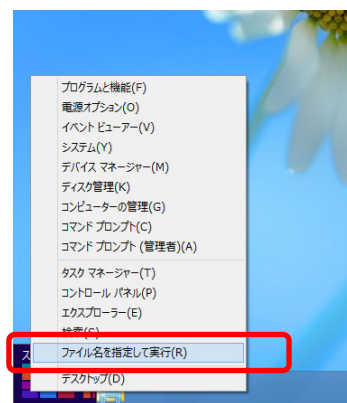 プログラムと機能(F)
電源オプション(O)
イベント ビューアー(V)
システム(Y)
デバイス マネージャー(M)
ディスク管理(K)
コンピューターの管理(G)
コマンド プロンプト(C)
コマンド プロンプト (管理者)(A)
タスク マネージャー(T)
コントロール パネル(P)
エクスプローラー(E)
検索(S)
ス
ファイル名を指定して実行(R)
デスクトップ(D)